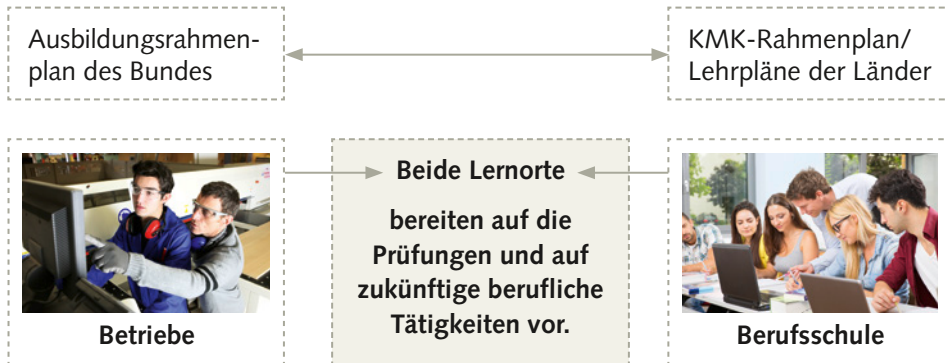 Ausbildungsrahmen-
plan des Bundes
KMK-Rahmenplan/
Lehrpläne der Länder
Beide Lernorte
bereiten auf die
Prüfungen und auf
zukünftige berufliche
Tätigkeiten vor.
Betriebe
Berufsschule